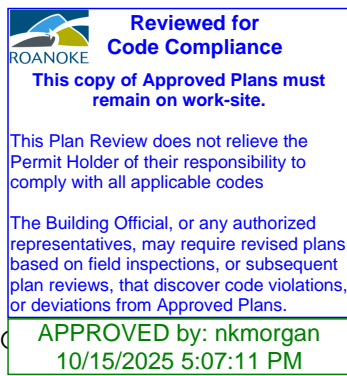 ROANOKE
Reviewed for
Code Compliance
This copy of Approved Plans must
remain on work-site.
This Plan Review does not relieve the
Permit Holder of their responsibility to
comply with all applicable codes
The Building Official, or any authorized
representatives, may require revised plans
based on field inspections, or subsequent
plan reviews, that discover code violations,
or deviations from Approved Plans.
APPROVED by: nkmorgan
10/15/2025 5:07:11 PM